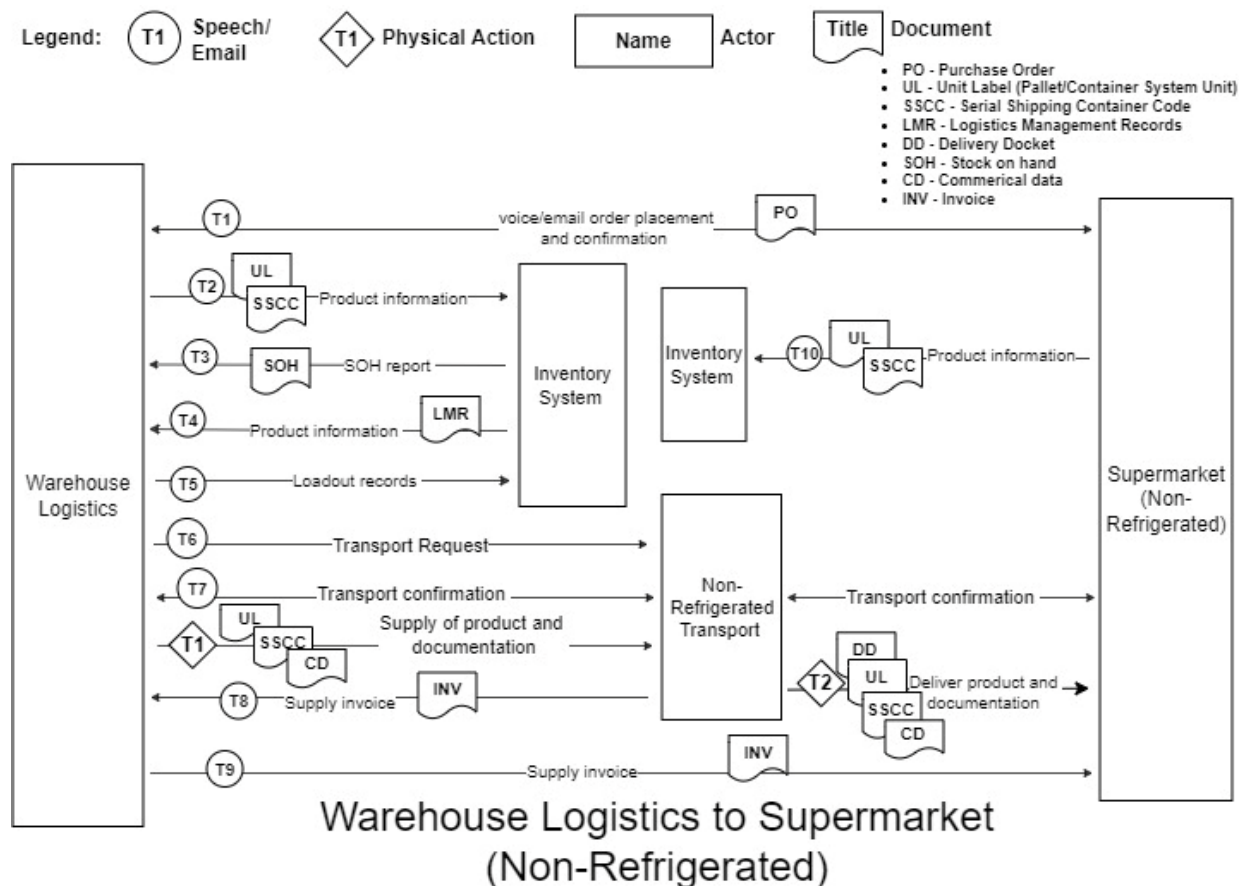 Legend:
T1
Speech/
Email
T1
Physical Action
Name
Actor
Title
Document
• PO - Purchase Order
• UL - Unit Label (Pallet/Container System Unit)
• SSCC - Serial Shipping Container Code
• LMR - Logistics Management Records
• DD - Delivery Docket
• SOH - Stock on hand
• CD - Commerical data
• INV - Invoice
Warehouse
Logistics
T1
voice/email order placement
and confirmation
PO
T2
UL
SSCC
Product information
T3
SOH
SOH report
T4
Product information
LMR
T5
Loadout records
Inventory
System
Inventory
System
T10
UL
SSCC
Product information
Supermarket
(Non-
Refrigerated)
T6
Transport Request
T7
Transport confirmation
Non-
Refrigerated
Transport
Transport confirmation
T1
UL
SSCC
CD
Supply of product and
documentation
T2
DD
UL
SSCC
CD
Deliver product and
documentation
T8
Supply invoice
INV
T9
Supply invoice
INV
Warehouse Logistics to Supermarket
(Non-Refrigerated)